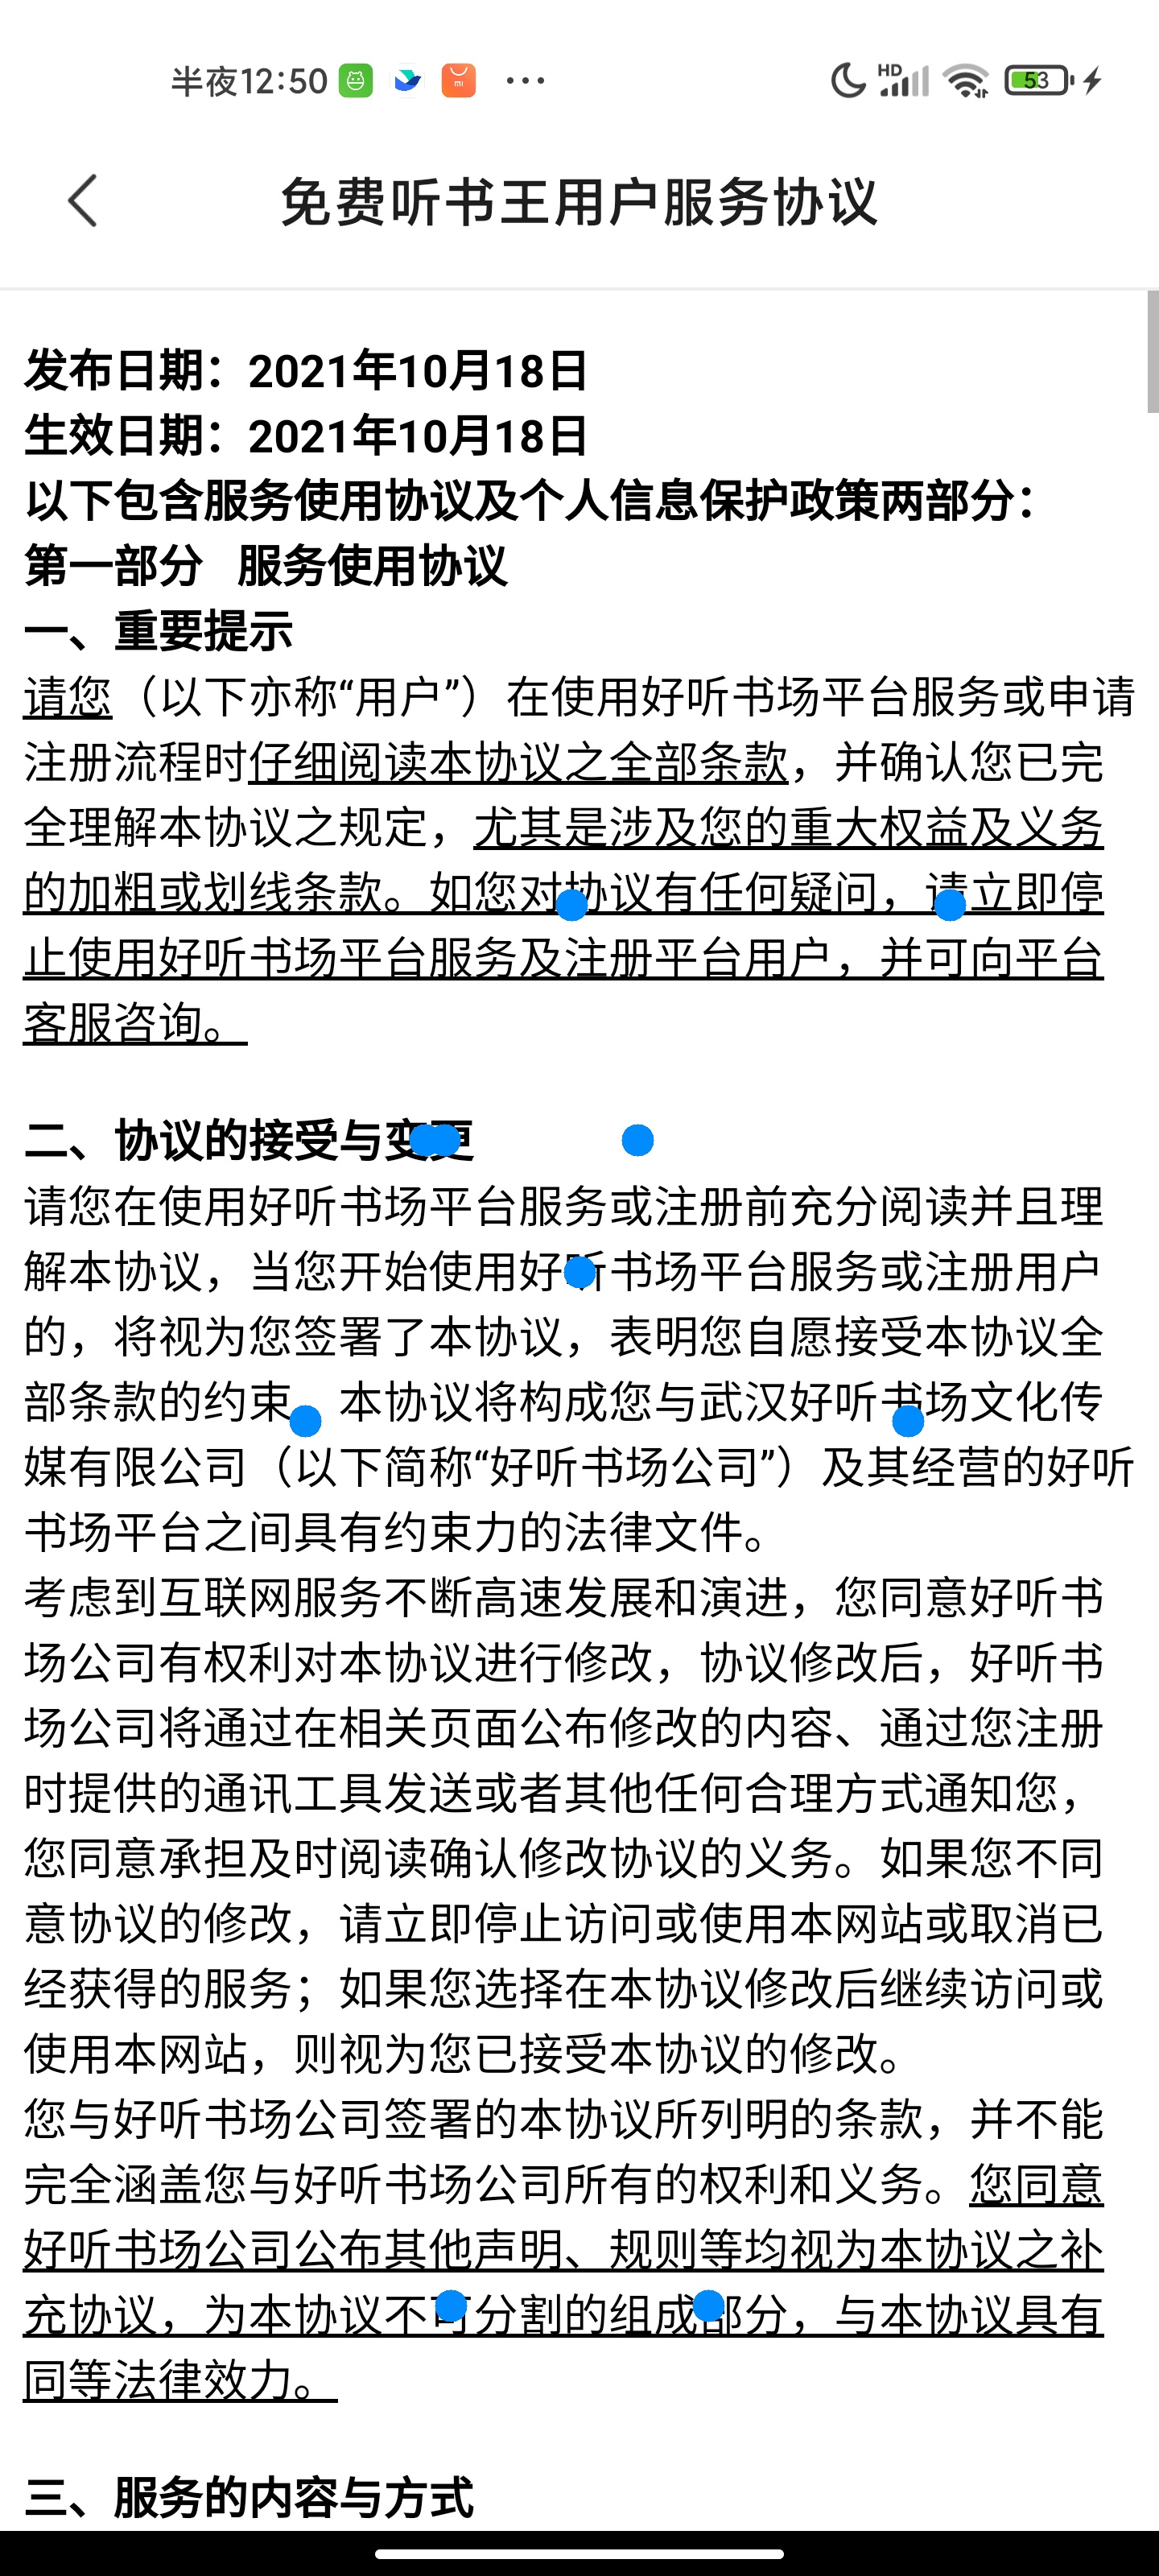 半夜12:50 ... HD 53
免费听书王用户服务协议
发布日期：2021年10月18日
生效日期：2021年10月18日
以下包含服务使用协议及个人信息保护政策两部分：
第一部分 服务使用协议
一、重要提示
请您（以下亦称“用户”）在使用好听书场平台服务或申请
注册流程时仔细阅读本协议之全部条款，并确认您已完
全理解本协议之规定，尤其是涉及您的重大权益及义务
的加粗或划线条款。如您对协议有任何疑问，请立即停
止使用好听书场平台服务及注册平台用户，并可向平台
客服咨询。
二、协议的接受与变更
请您在使用好听书场平台服务或注册前充分阅读并且理
解本协议，当您开始使用好听书场平台服务或注册用户
的，将视为您签署了本协议，表明您自愿接受本协议全
部条款的约束 本协议将构成您与武汉好听书场文化传
媒有限公司（以下简称“好听书场公司”）及其经营的好听
书场平台之间具有约束力的法律文件。
考虑到互联网服务不断高速发展和演进，您同意好听书
场公司有权利对本协议进行修改，协议修改后，好听书
场公司将通过在相关页面公布修改的内容、通过您注册
时提供的通讯工具发送或者其他任何合理方式通知您，
您同意承担及时阅读确认修改协议的义务。如果您不同
意协议的修改，请立即停止访问或使用本网站或取消已
经获得的服务；如果您选择在本协议修改后继续访问或
使用本网站，则视为您已接受本协议的修改。
您与好听书场公司签署的本协议所列明的条款，并不能
完全涵盖您与好听书场公司所有的权利和义务。您同意
好听书场公司公布其他声明、规则等均视为本协议之补
充协议，为本协议不可分割的组成部分，与本协议具有
同等法律效力。
三、服务的内容与方式